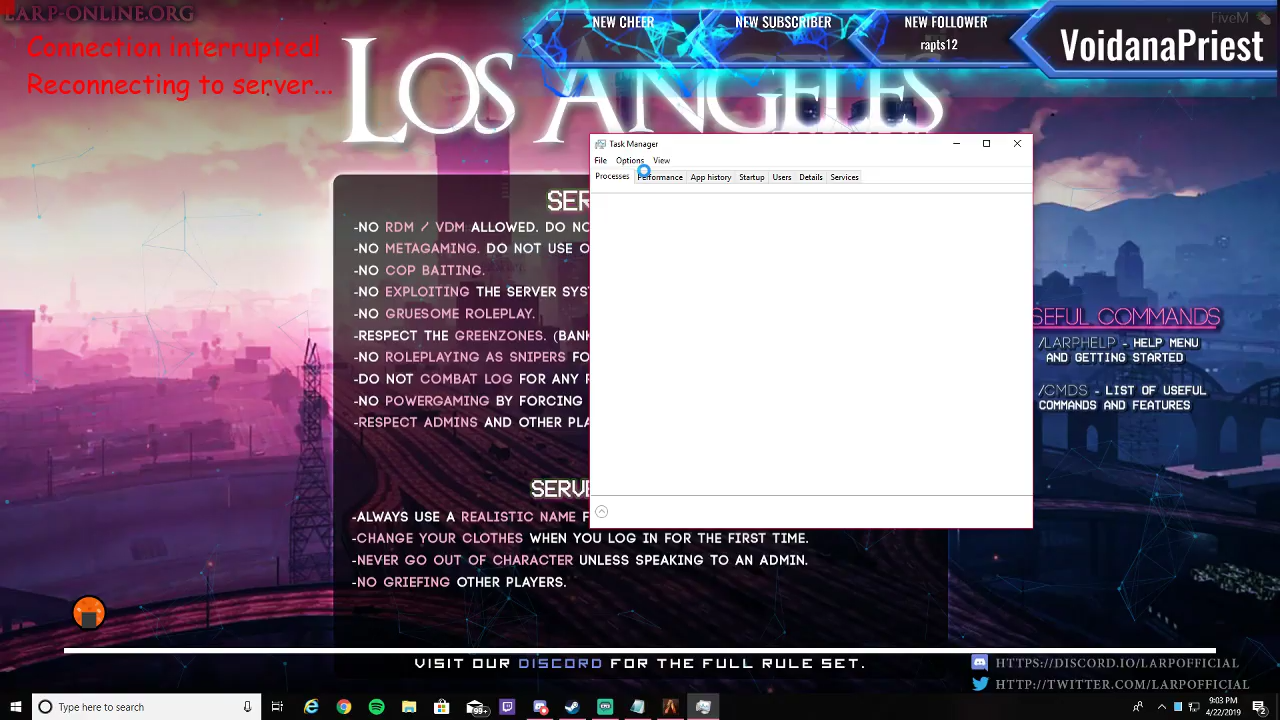 LARP-ONLINE.ORG
Connection interrupted!
Reconnecting to server...
NEW CHEER
NEW SUBSCRIBER
NEW FOLLOWER
rapts12
FiveM
VoidanaPriest
LOS ANGELES
Task Manager
File Options View
Processes Performance App history Startup Users Details Services
-NO RDM / VDM ALLOWED. DO
-NO METAGAMING. DO NOT USE
-NO COP BAITING.
-NO EXPLOITING THE SERVER
-NO GRUESOME ROLEPLAY.
-RESPECT THE GREENZONES.
-NO ROLEPLAYING AS SNIPERS
-DO NOT COMBAT LOG FOR ANY
-NO POWERGAMING BY FORCING
-RESPECT ADMINS AND OTHER
-ALWAYS USE A REALISTIC NAME
-CHANGE YOUR CLOTHES WHEN YOU LOG IN FOR THE FIRST TIME.
-NEVER GO OUT OF CHARACTER UNLESS SPEAKING TO AN ADMIN.
-NO GRIEFING OTHER PLAYERS.
SEFUL COMMANDS
/LARPHELP - HELP MENU
AND GETTING STARTED
/CMDS - LIST OF USEFUL
COMMANDS AND FEATURES
VISIT OUR DISCORD FOR THE FULL RULE SET.
HTTPS://DISCORD.IO/LARPOFFICIAL
HTTP://TWITTER.COM/LARPOFFICIAL
Type here to search
99+
9:03 PM
4/22/2019
2